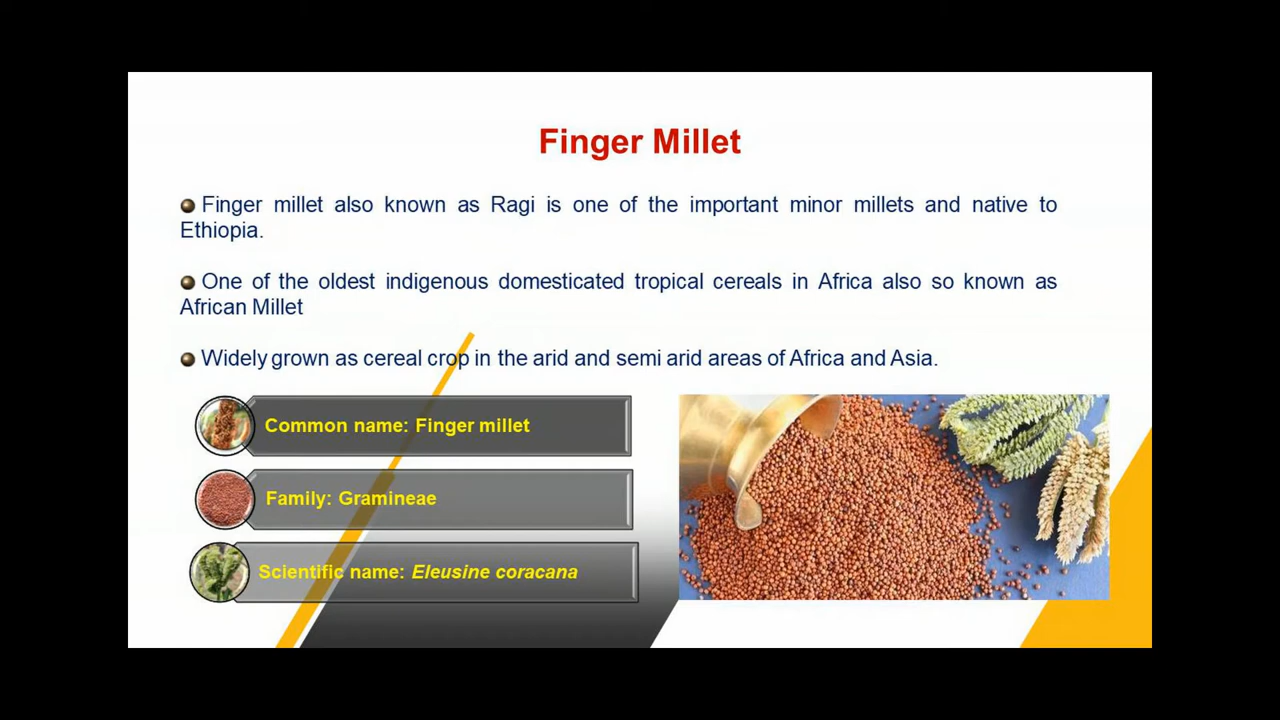 Finger Millet
Finger millet also known as Ragi is one of the important minor millets and native to
Ethiopia.
One of the oldest indigenous domesticated tropical cereals in Africa also so known as
African Millet
Widely grown as cereal crop in the arid and semi arid areas of Africa and Asia.
Common name: Finger millet
Family: Gramineae
Scientific name: Eleusine coracana